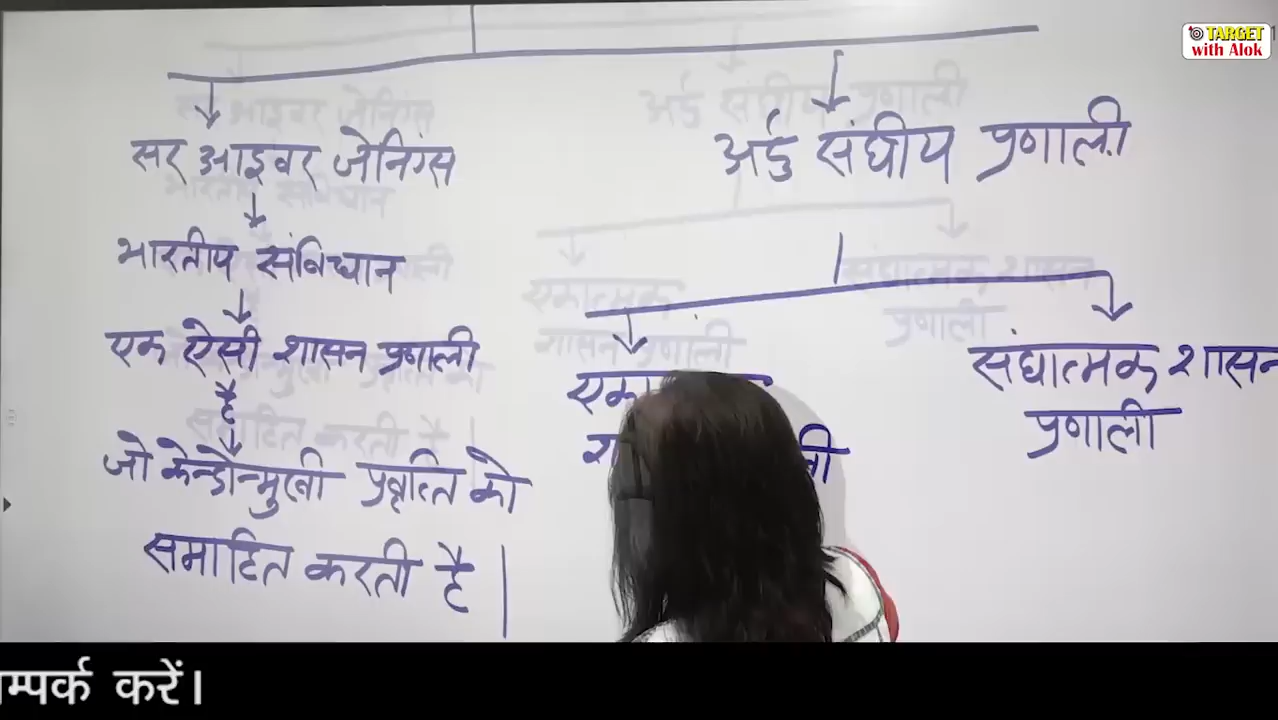 TARGET
with Alok
सर आइवर जेनिंग्स
भारतीय संविधान
एक ऐसी शासन प्रणाली
है
जो केन्द्रोन्मुखी प्रवृत्ति को
समाहित करती है |
अर्द्ध संघीय प्रणाली
संघात्मक शासन
प्रणाली
म्पर्क करें।